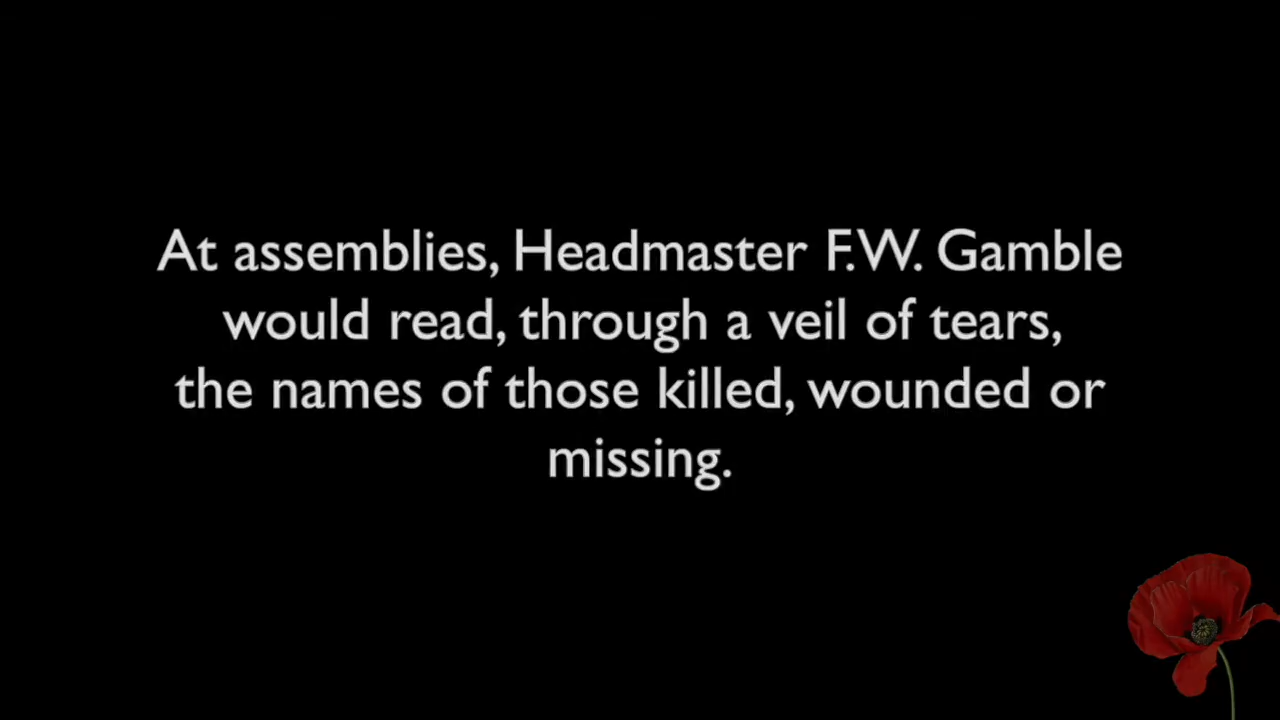 At assemblies, Headmaster F.W. Gamble
would read, through a veil of tears,
the names of those killed, wounded or
missing.